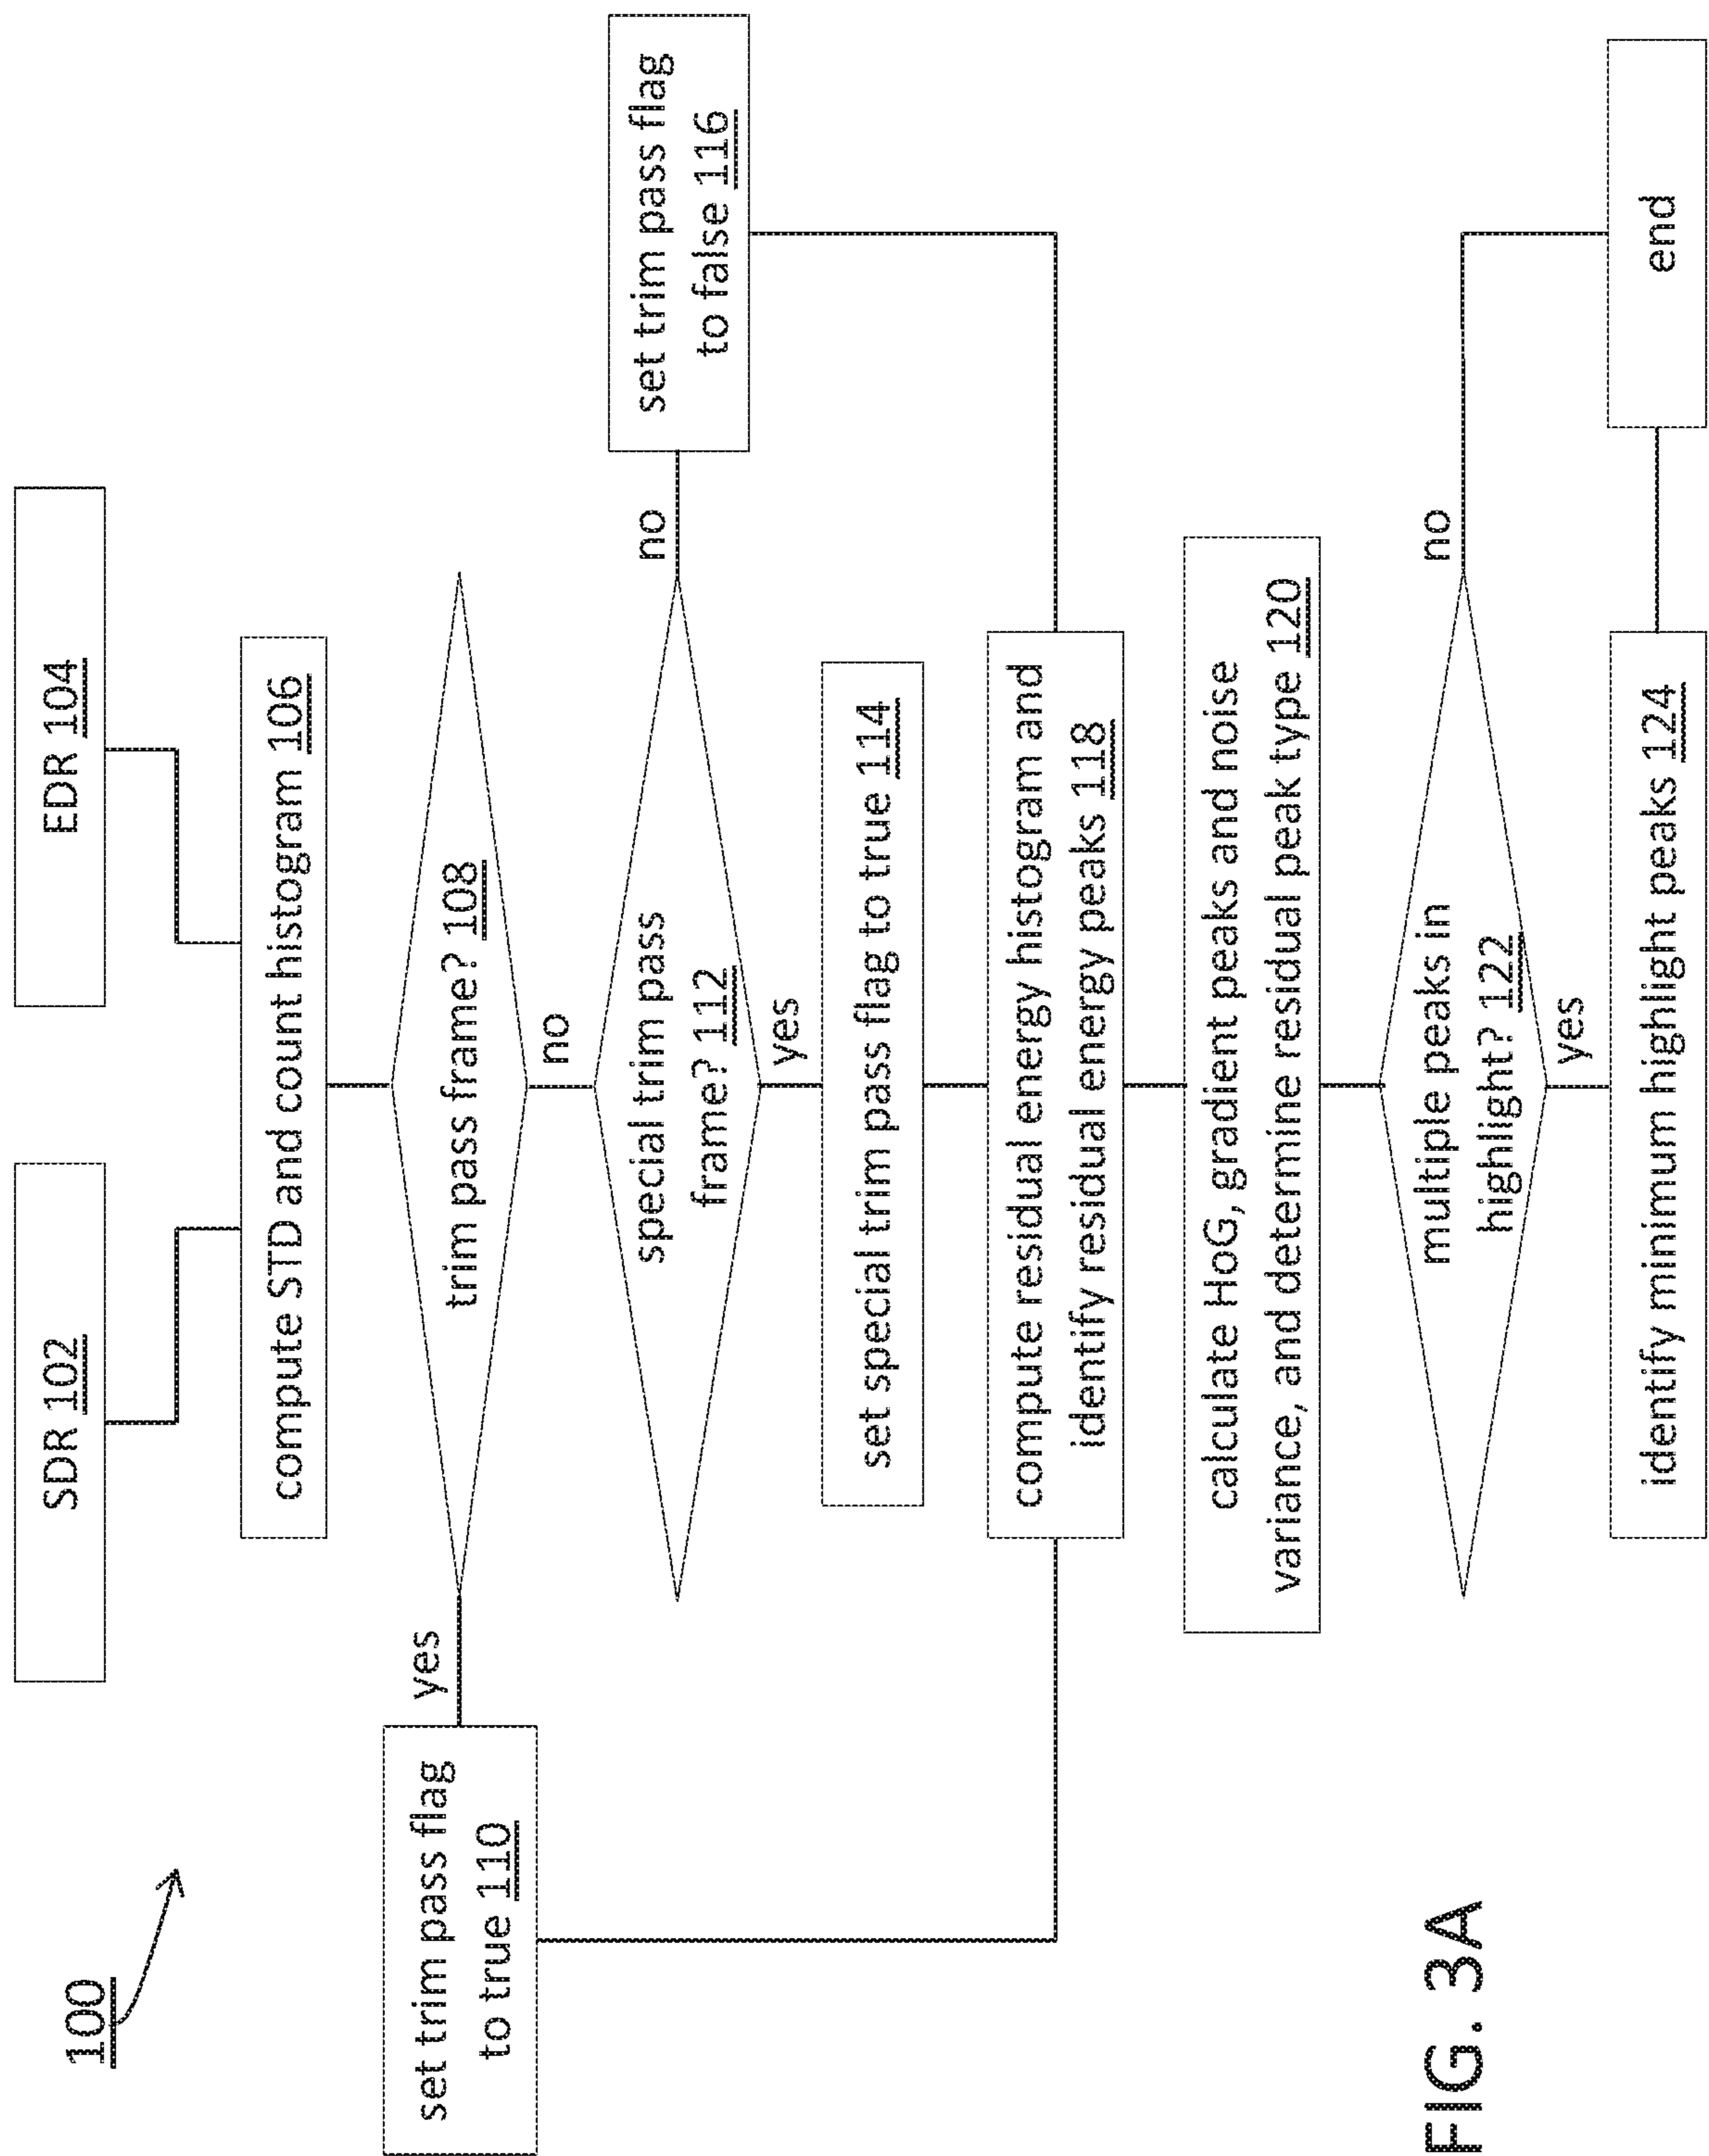 100
SDR 102
EDR 104
compute STD and count histogram 106
trim pass frame? 108
yes
set trim pass flag
to true 110
no
special trim pass
frame? 112
no
set trim pass flag
to false 116
yes
set special trim pass flag to true 114
compute residual energy histogram and
identify residual energy peaks 118
calculate HoG, gradient peaks and noise
variance, and determine residual peak type 120
multiple peaks in
highlight? 122
no
yes
identify minimum highlight peaks 124
end
FIG. 3A